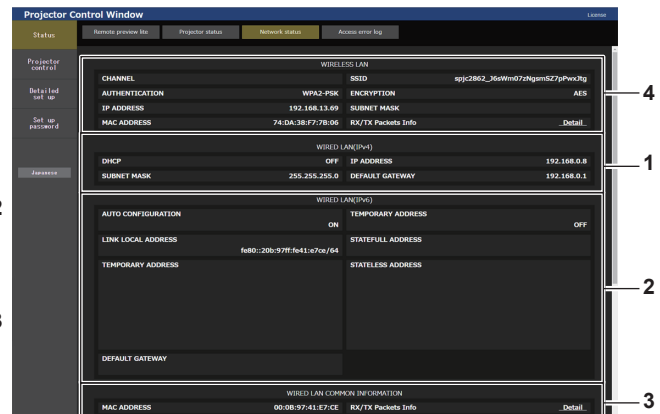 Projector Control Window
License
Status
Remote preview lite
Projector status
Network status
Access error log
Projector
control
Detailed
set up
Set up
password
Japanese
WIRELESS LAN
CHANNEL
SSID spjc2862_J6sWm07zNgsmSZ7pPwxJtg
AUTHENTICATION WPA2-PSK
ENCRYPTION AES
IP ADDRESS 192.168.13.69
SUBNET MASK
MAC ADDRESS 74:DA:38:F7:7B:06
RX/TX Packets Info Detail
4
WIRED LAN(IPv4)
DHCP OFF
IP ADDRESS 192.168.0.8
SUBNET MASK 255.255.255.0
DEFAULT GATEWAY 192.168.0.1
1
WIRED LAN(IPv6)
AUTO CONFIGURATION ON
TEMPORARY ADDRESS OFF
LINK LOCAL ADDRESS fe80::20b:97ff:fe41:e7ce/64
STATEFULL ADDRESS
TEMPORARY ADDRESS
STATELESS ADDRESS
DEFAULT GATEWAY
2
WIRED LAN COMMON INFORMATION
MAC ADDRESS 00:0B:97:41:E7:CE
RX/TX Packets Info Detail
3